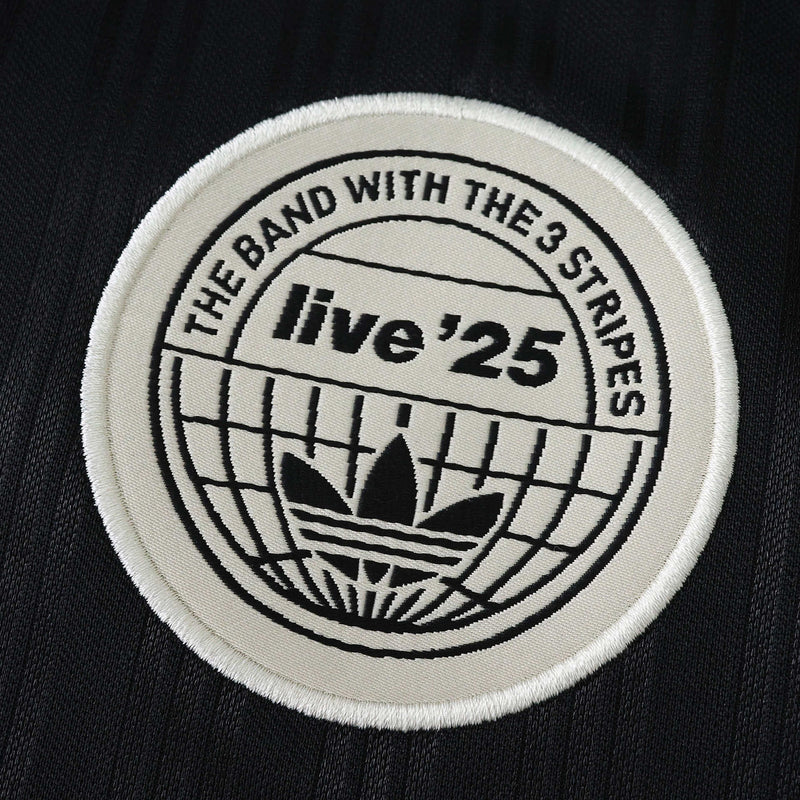 THE BAND WITH THE 3 STRIPES
live ’25